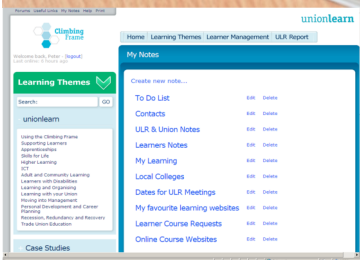 Forums Useful Links My Notes Help Print
unionlearn
Climbing
Frame
Home Learning Themes Learner Management ULR Report
Welcome back, Peter - [logout]
Last online: 6 hours ago
My Notes
Learning Themes
Search: GO
unionlearn
Using the Climbing Frame
Supporting Learners
Apprenticeships
Skills for Life
Higher Learning
ICT
Adult and Community Learning
Learners with Disabilities
Learning and Organising
Learning with your Union
Moving into Management
Personal Development and Career
Planning
Recession, Redundancy and Recovery
Trade Union Education
Case Studies
Create new note...
To Do List Edit Delete
Contacts Edit Delete
ULR & Union Notes Edit Delete
Learners Notes Edit Delete
My Learning Edit Delete
Local Colleges Edit Delete
Dates for ULR Meetings Edit Delete
My favourite learning websites Edit Delete
Learner Course Requests Edit Delete
Online Course Websites Edit Delete